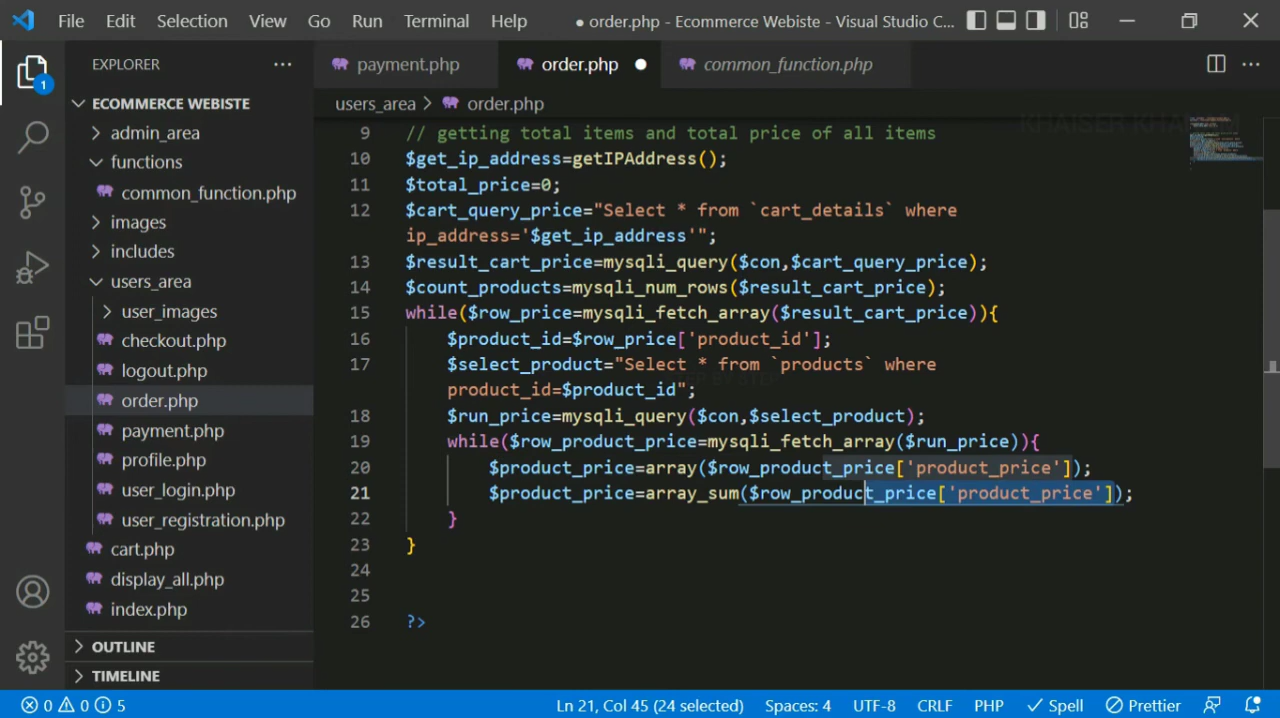 File Edit Selection View Go Run Terminal Help ● order.php - Ecommerce Webiste - Visual Studio C...
EXPLORER ...
payment.php order.php ● common_function.php ...
1
ECOMMERCE WEBISTE
admin_area
functions
common_function.php
images
includes
users_area
user_images
checkout.php
logout.php
order.php
payment.php
profile.php
user_login.php
user_registration.php
cart.php
display_all.php
index.php
OUTLINE
TIMELINE
users_area > order.php
9 // getting total items and total price of all items
10 $get_ip_address=getIPAddress();
11 $total_price=0;
12 $cart_query_price="Select * from `cart_details` where
ip_address='$get_ip_address'";
13 $result_cart_price=mysqli_query($con,$cart_query_price);
14 $count_products=mysqli_num_rows($result_cart_price);
15 while($row_price=mysqli_fetch_array($result_cart_price)){
16 $product_id=$row_price['product_id'];
17 $select_product="Select * from `products` where
product_id=$product_id";
18 $run_price=mysqli_query($con,$select_product);
19 while($row_product_price=mysqli_fetch_array($run_price)){
20 $product_price=array($row_product_price['product_price']);
21 $product_price=array_sum($row_product_price['product_price']);
22 }
23 }
24
25
26 ?>
0 0 5 Ln 21, Col 45 (24 selected) Spaces: 4 UTF-8 CRLF PHP Spell Prettier